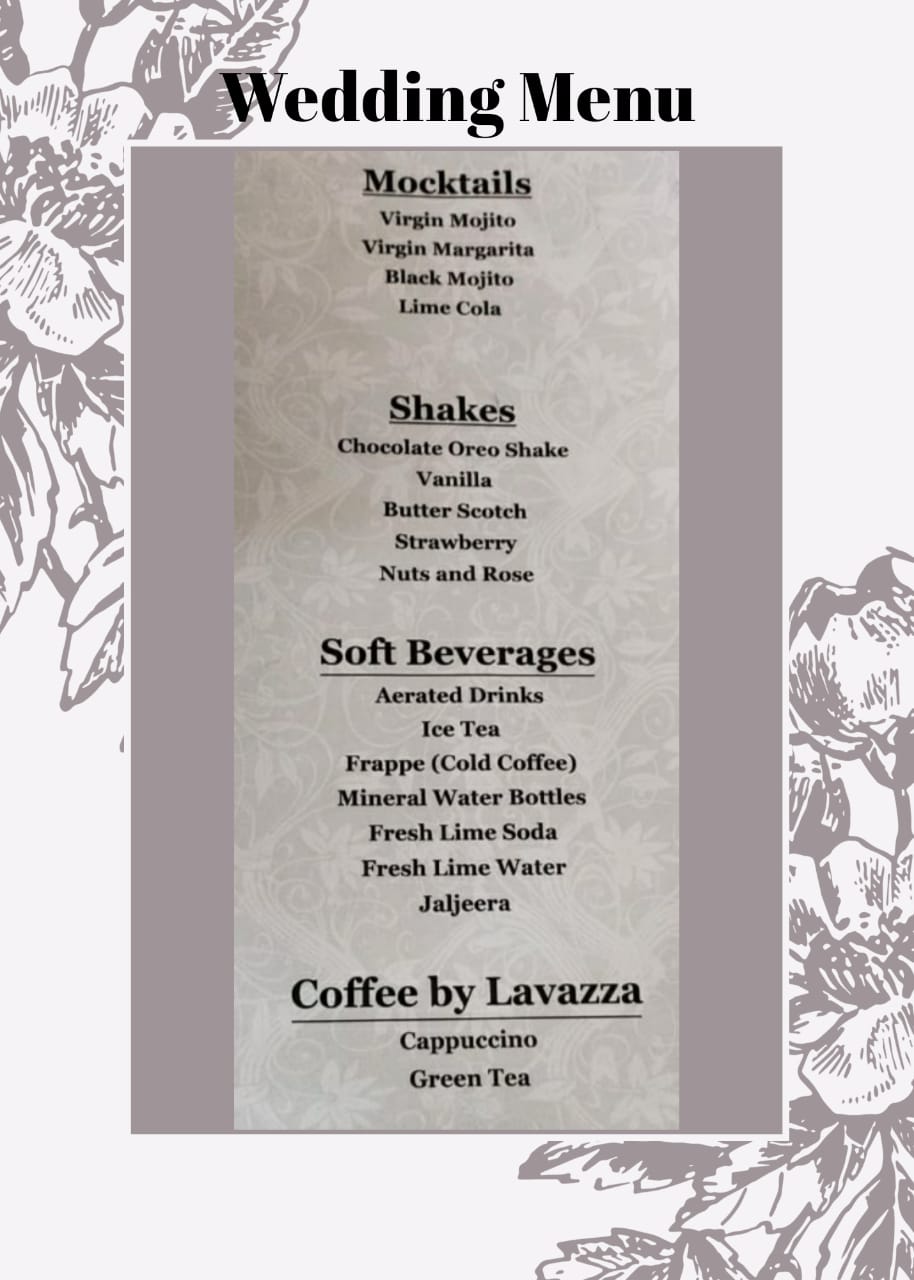 Wedding Menu
Mocktails
Virgin Mojito
Virgin Margarita
Black Mojito
Lime Cola
Shakes
Chocolate Oreo Shake
Vanilla
Butter Scotch
Strawberry
Nuts and Rose
Soft Beverages
Aerated Drinks
Ice Tea
Frappe (Cold Coffee)
Mineral Water Bottles
Fresh Lime Soda
Fresh Lime Water
Jaljeera
Coffee by Lavazza
Cappuccino
Green Tea